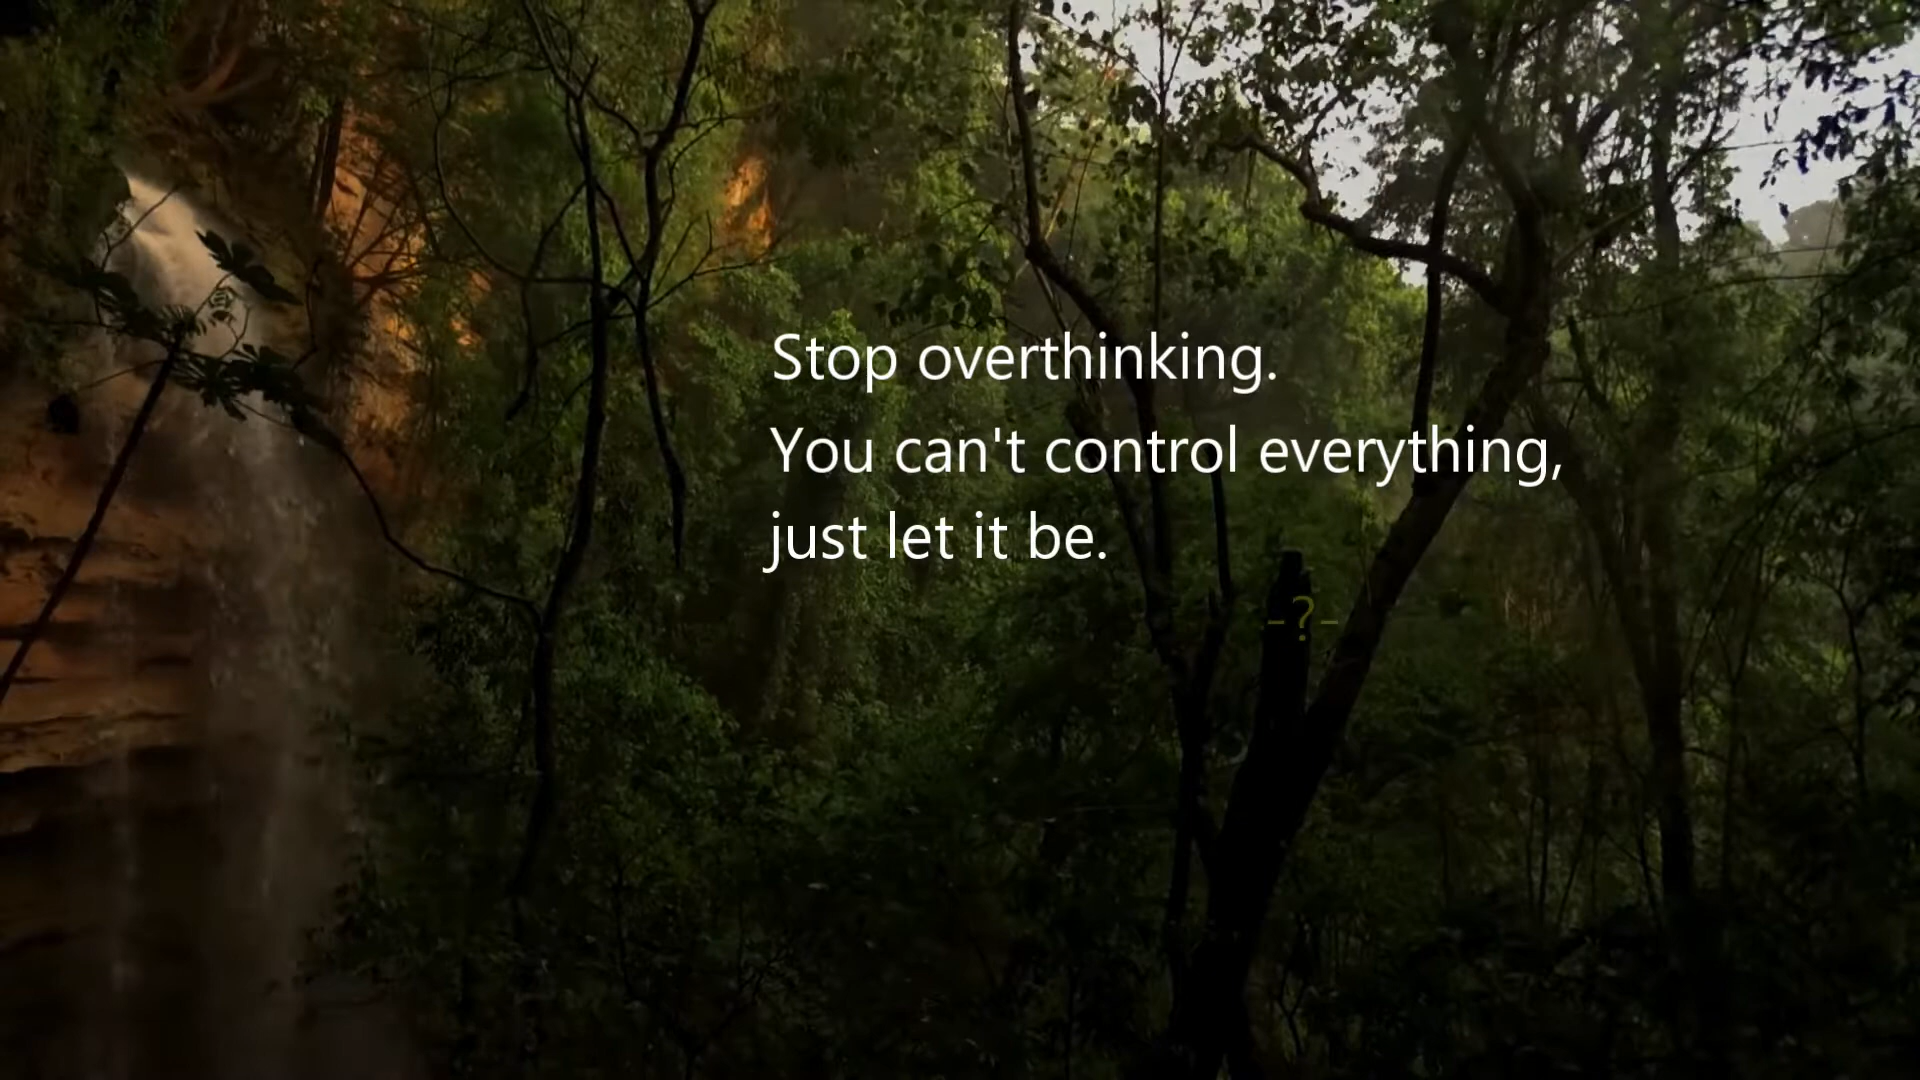 Stop overthinking.
You can't control everything,
just let it be.
-?-